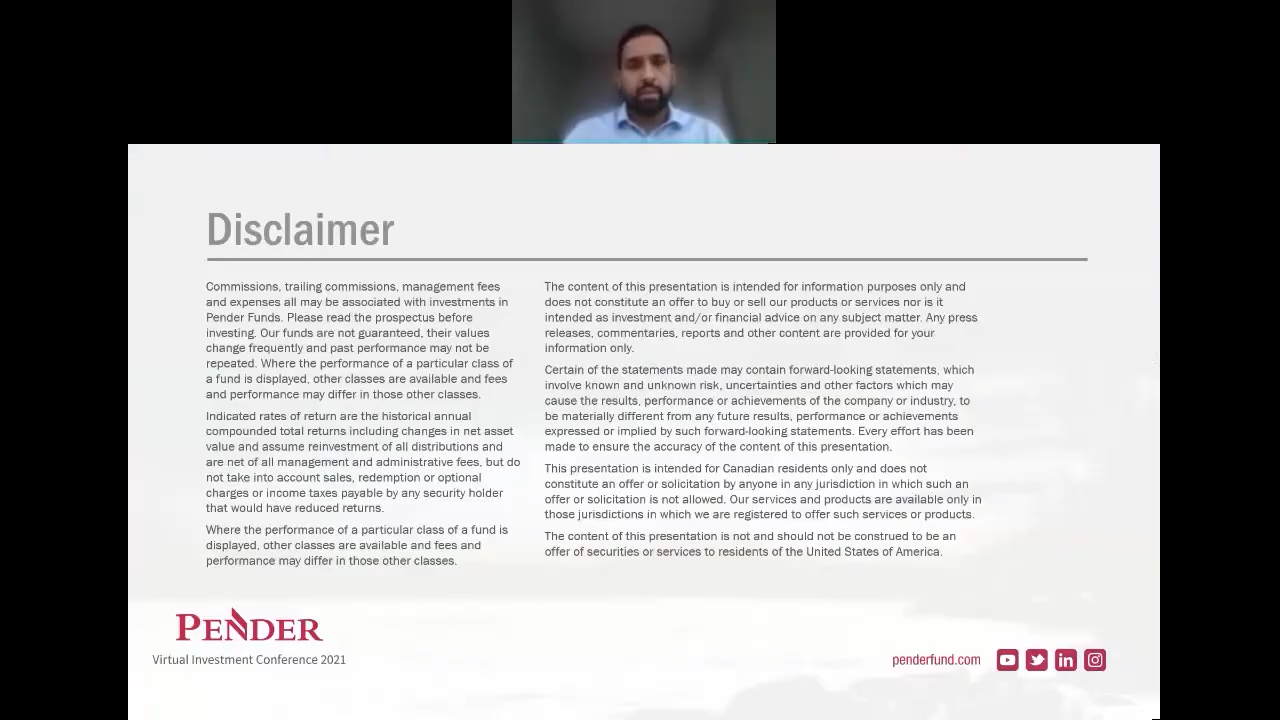 Disclaimer
Commissions, trailing commissions, management fees
and expenses all may be associated with investments in
Pender Funds. Please read the prospectus before
investing. Our funds are not guaranteed, their values
change frequently and past performance may not be
repeated. Where the performance of a particular class of
a fund is displayed, other classes are available and fees
and performance may differ in those other classes.
Indicated rates of return are the historical annual
compounded total returns including changes in net asset
value and assume reinvestment of all distributions and
are net of all management and administrative fees, but do
not take into account sales, redemption or optional
charges or income taxes payable by any security holder
that would have reduced returns.
Where the performance of a particular class of a fund is
displayed, other classes are available and fees and
performance may differ in those other classes.
The content of this presentation is intended for information purposes only and
does not constitute an offer to buy or sell our products or services nor is it
intended as investment and/or financial advice on any subject matter. Any press
releases, commentaries, reports and other content are provided for your
information only.
Certain of the statements made may contain forward-looking statements, which
involve known and unknown risk, uncertainties and other factors which may
cause the results, performance or achievements of the company or industry, to
be materially different from any future results, performance or achievements
expressed or implied by such forward-looking statements. Every effort has been
made to ensure the accuracy of the content of this presentation.
This presentation is intended for Canadian residents only and does not
constitute an offer or solicitation by anyone in any jurisdiction in which such an
offer or solicitation is not allowed. Our services and products are available only in
those jurisdictions in which we are registered to offer such services or products.
The content of this presentation is not and should not be construed to be an
offer of securities or services to residents of the United States of America.
PENDER
Virtual Investment Conference 2021
penderfund.com